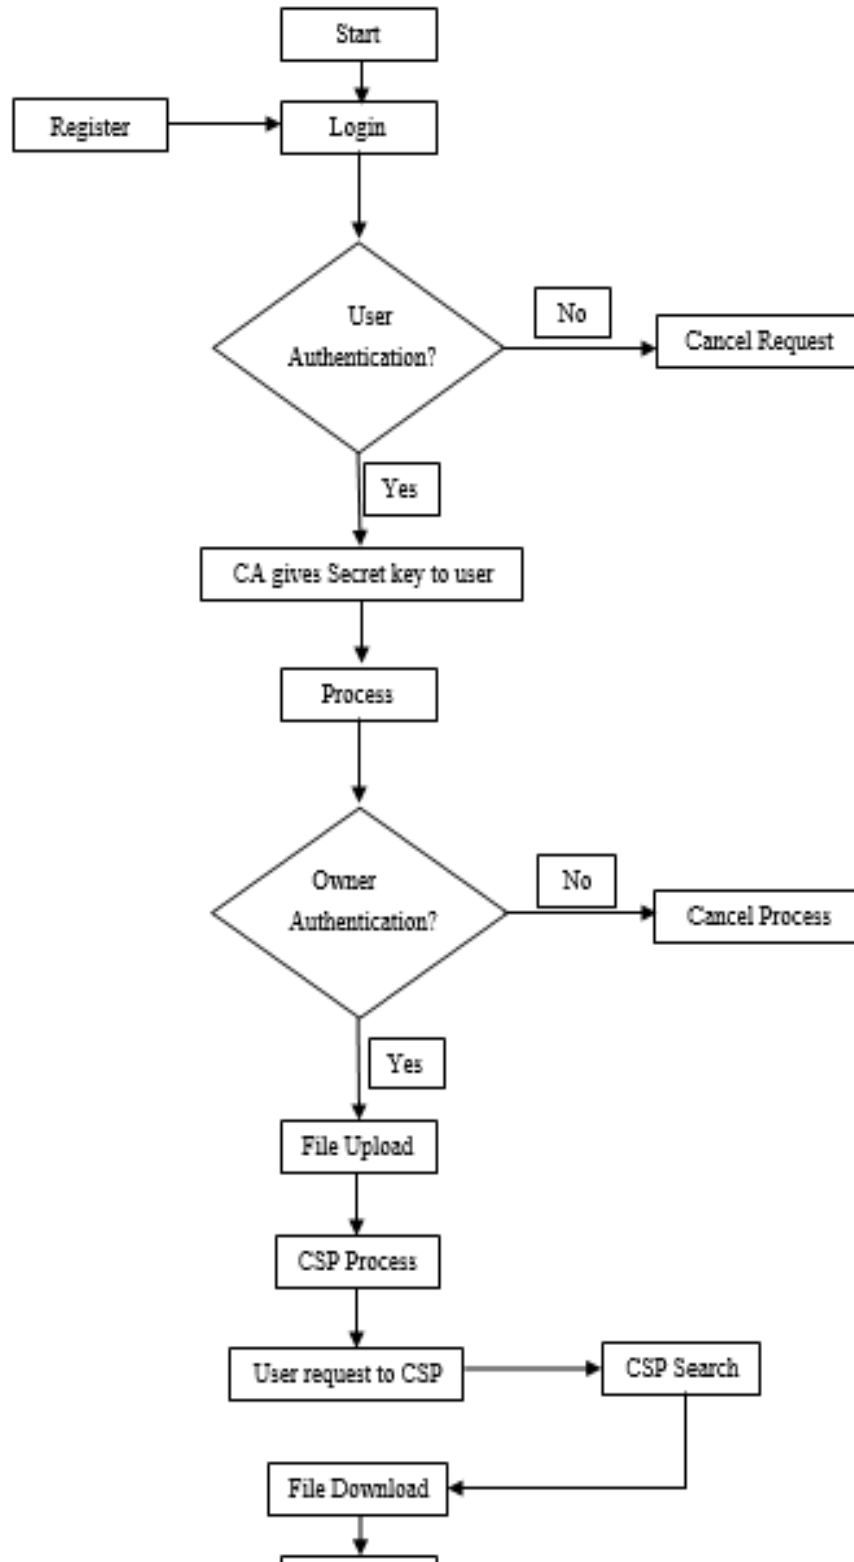 Start
Register
Login
User
Authentication?
No
Cancel Request
Yes
CA gives Secret key to user
Process
Owner
Authentication?
No
Cancel Process
Yes
File Upload
CSP Process
User request to CSP
CSP Search
File Download